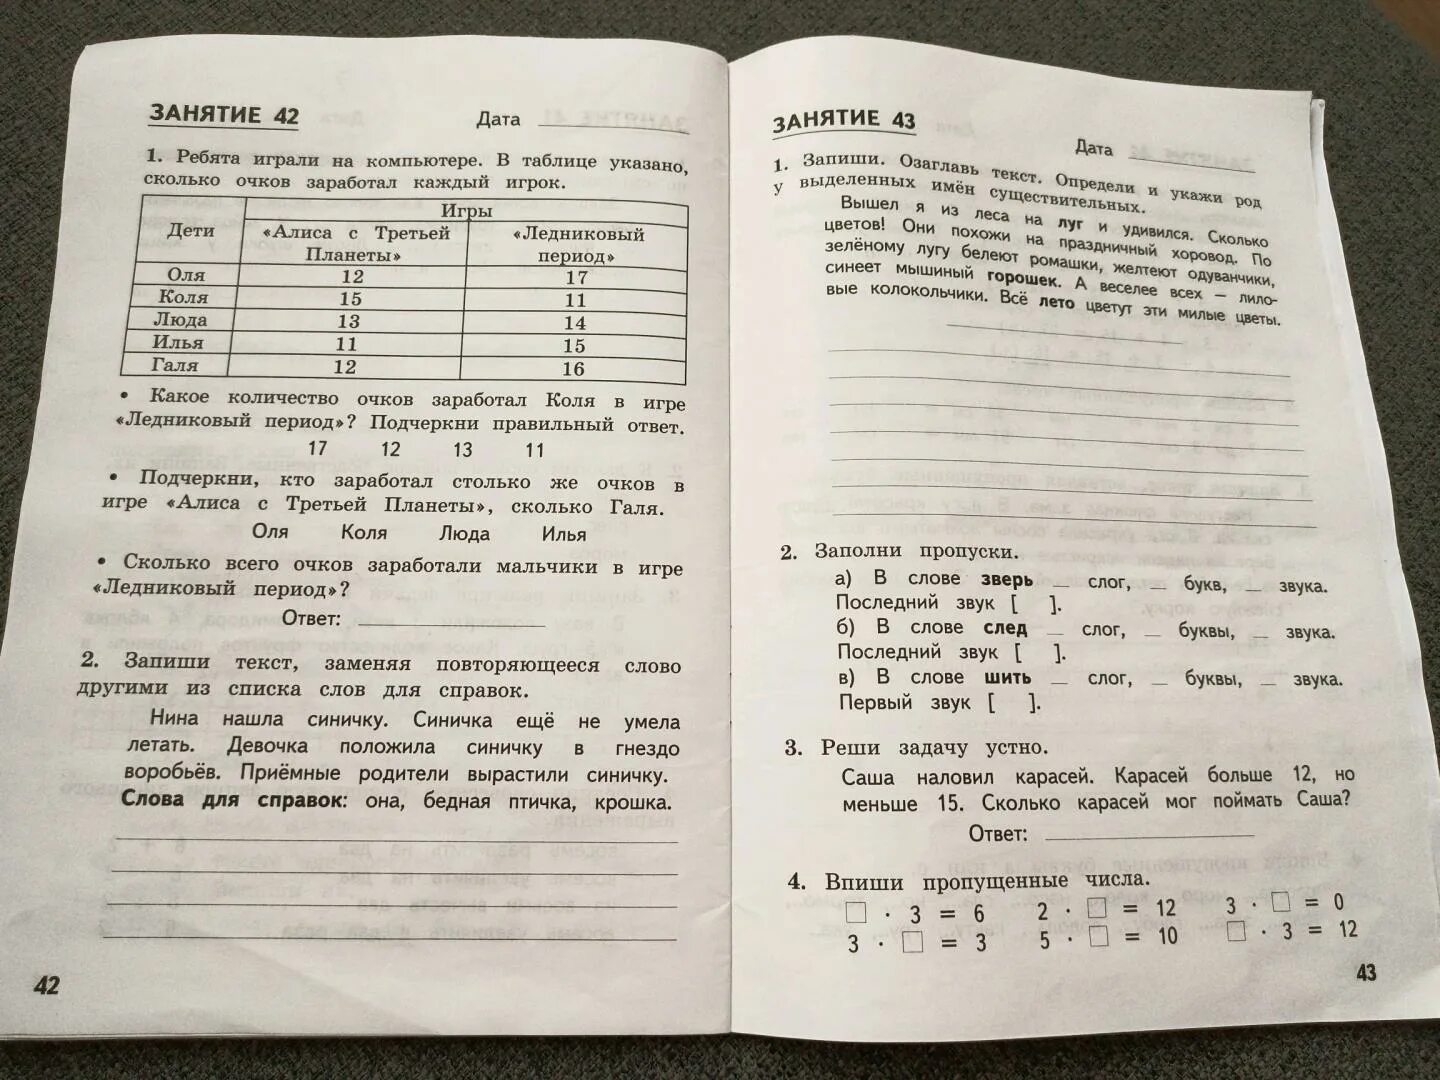 ЗАНЯТИЕ 42
Дата
1. Ребята играли на компьютере. В таблице указано,
сколько очков заработал каждый игрок.
Дети Игры
«Алиса с Третьей Планеты» «Ледниковый период»
Оля 12 17
Коля 15 11
Люда 13 14
Илья 11 15
Галя 12 16
• Какое количество очков заработал Коля в игре
«Ледниковый период»? Подчеркни правильный ответ.
17 12 13 11
• Подчеркни, кто заработал столько же очков в
игре «Алиса с Третьей Планеты», сколько Галя.
Оля Коля Люда Илья
• Сколько всего очков заработали мальчики в игре
«Ледниковый период»?
Ответ:
2. Запиши текст, заменяя повторяющееся слово
другими из списка слов для справок.
Нина нашла синичку. Синичка ещё не умела
летать. Девочка положила синичку в гнездо
воробьёв. Приёмные родители вырастили синичку.
Слова для справок: она, бедная птичка, крошка.
42
ЗАНЯТИЕ 43
Дата
1. Запиши. Озаглавь текст. Определи и укажи род
у выделенных имён существительных.
Вышел я из леса на луг и удивился. Сколько
цветов! Они похожи на праздничный хоровод. По
зелёному лугу белеют ромашки, желтеют одуванчики,
синеет мышиный горошек. А веселее всех – лило-
вые колокольчики. Всё лето цветут эти милые цветы.
2. Заполни пропуски.
а) В слове зверь _ слог, _ букв, _ звука.
Последний звук [ ].
б) В слове след _ слог, _ буквы, _ звука.
Последний звук [ ].
в) В слове шить _ слог, _ буквы, _ звука.
Первый звук [ ].
3. Реши задачу устно.
Саша наловил карасей. Карасей больше 12, но
меньше 15. Сколько карасей мог поймать Саша?
Ответ:
4. Впиши пропущенные числа.
□ · 3 = 6 2 · □ = 12 3 · □ = 0
3 · □ = 3 5 · □ = 10 □ · 3 = 12
43